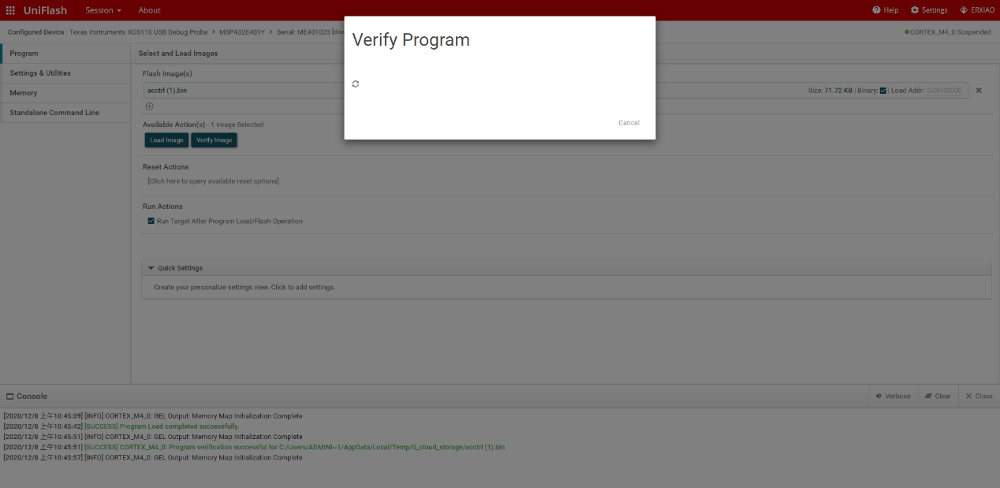 UniFlash Session About Help Settings ERXIAO
Configured Device : Texas Instruments XDS110 USB Debug Probe > MSP432E401Y > Serial: ME401023 CORTEX_M4_0 Suspended
Verify Program
Cancel
Program
Settings & Utilities
Memory
Standalone Command Line
Select and Load Images
Flash Image(s)
acctrl (1).bin Size: 71.72 KB | Binary: | Load Addr: 0x00000000
Available Action(s) - 1 Image Selected
Load Image Verify Image
Reset Actions
[Click here to query available reset options]
Run Actions
Run Target After Program Load/Flash Operation
Quick Settings
Create your personalize settings view. Click to add settings.
Console Verbose Clear Close
[2020/12/8 上午10:45:39] [INFO] CORTEX_M4_0: GEL Output: Memory Map Initialization Complete
[2020/12/8 上午10:45:42] [SUCCESS] Program Load completed successfully.
[2020/12/8 上午10:45:51] [INFO] CORTEX_M4_0: GEL Output: Memory Map Initialization Complete
[2020/12/8 上午10:45:51] [SUCCESS] CORTEX_M4_0: Program verification successful for C:/Users/ADMINI~1/AppData/Local/Temp/ti_cloud_storage/acctrl (1).bin
[2020/12/8 上午10:45:57] [INFO] CORTEX_M4_0: GEL Output: Memory Map Initialization Complete